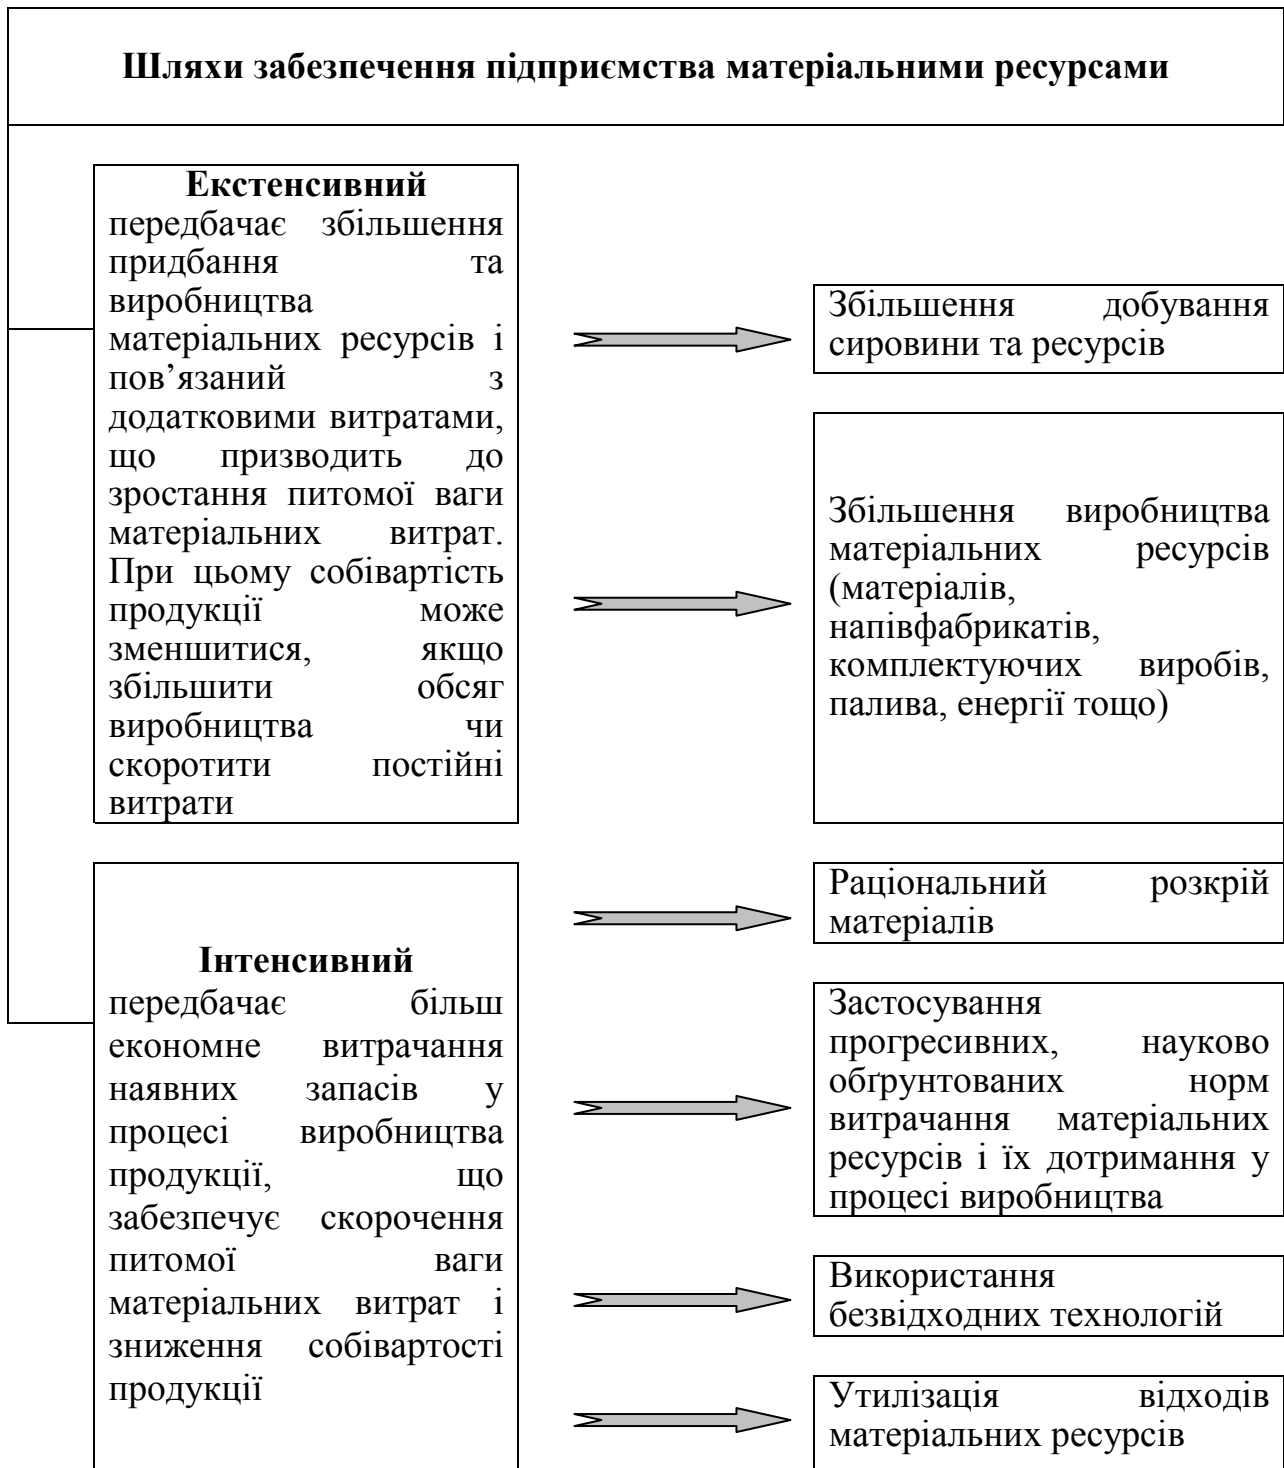 Шляхи забезпечення підприємства матеріальними ресурсами
Екстенсивний
передбачає збільшення
придбання та
виробництва
матеріальних ресурсів і
пов’язаний з
додатковими витратами,
що призводить до
зростання питомої ваги
матеріальних витрат.
При цьому собівартість
продукції може
зменшитися, якщо
збільшити обсяг
виробництва чи
скоротити постійні
витрати
Збільшення добування
сировини та ресурсів
Збільшення виробництва
матеріальних ресурсів
(матеріалів,
напівфабрикатів,
комплектуючих виробів,
палива, енергії тощо)
Інтенсивний
передбачає більш
економне витрачання
наявних запасів у
процесі виробництва
продукції, що
забезпечує скорочення
питомої ваги
матеріальних витрат і
зниження собівартості
продукції
Раціональний розкрій
матеріалів
Застосування
прогресивних, науково
обґрунтованих норм
витрачання матеріальних
ресурсів і їх дотримання у
процесі виробництва
Використання
безвідходних технологій
Утилізація відходів
матеріальних ресурсів